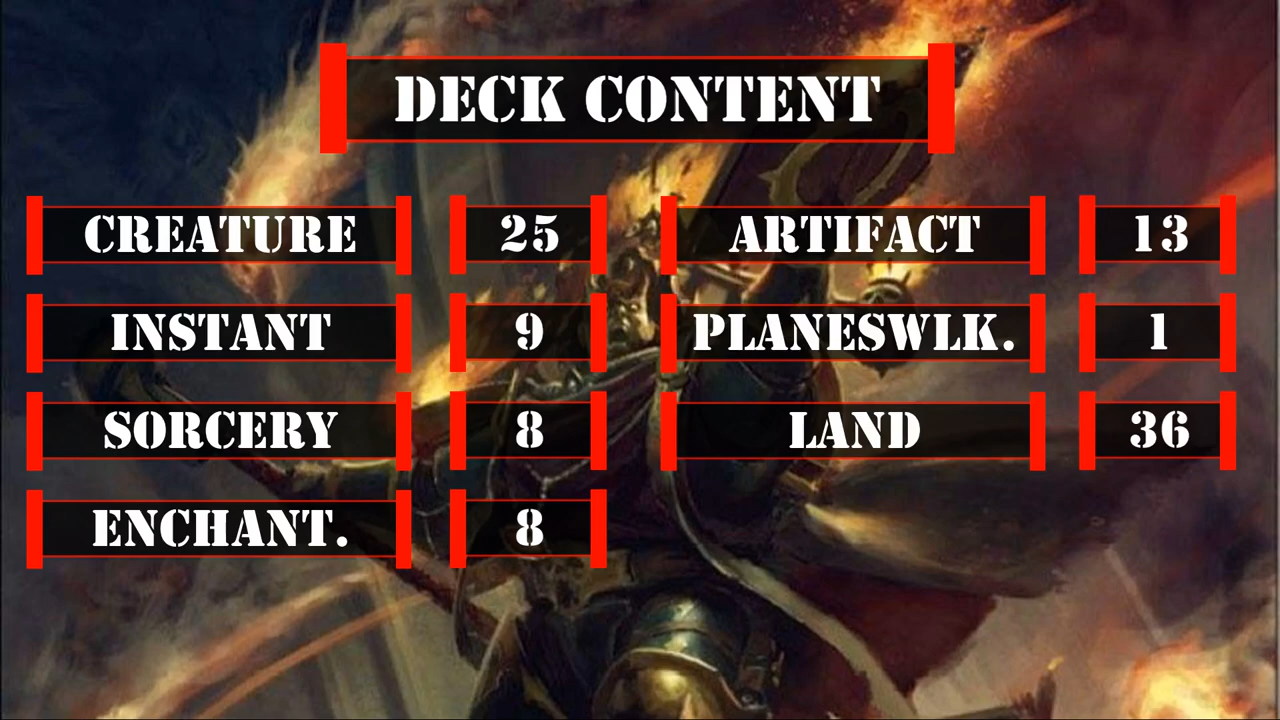 DECK CONTENT
CREATURE 25
INSTANT 9
SORCERY 8
ENCHANT. 8
ARTIFACT 13
PLANESWLK. 1
LAND 36